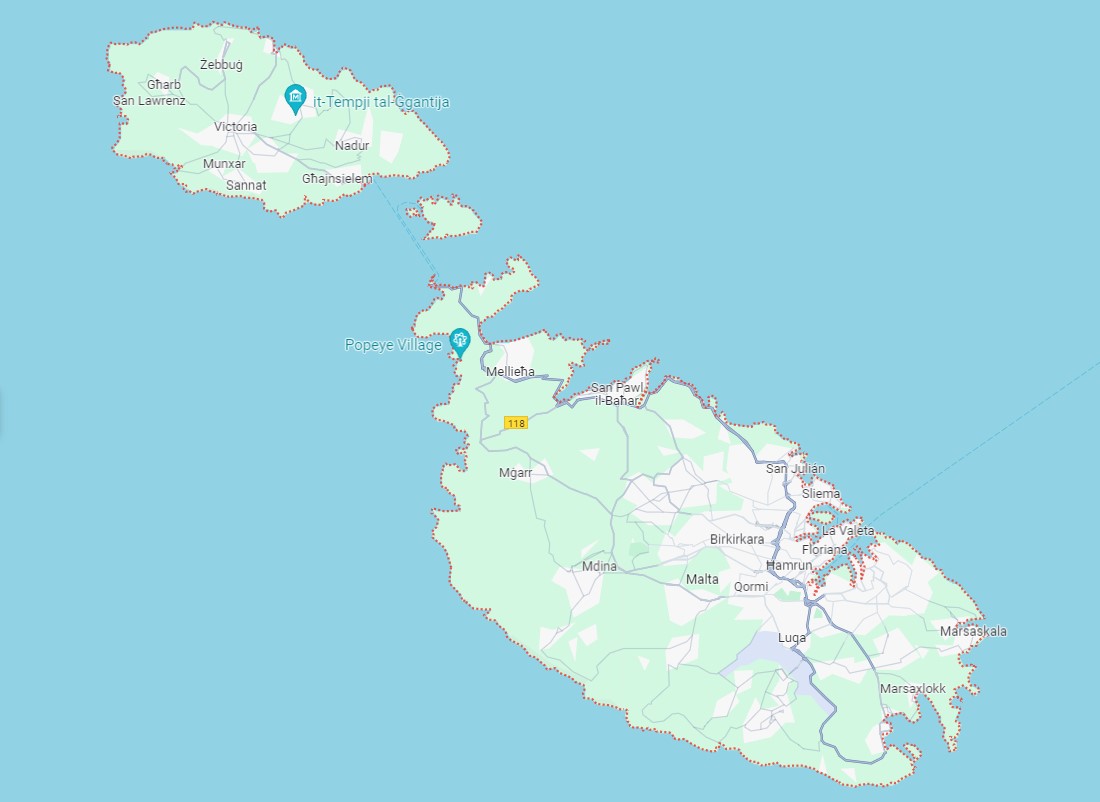 Żebbuġ
Għarb
San Lawrenz
it-Tempji tal-Ġgantija
Victoria
Nadur
Munxar
Sannat
Għajnsielem
Popeye Village
Mellieħa
San Pawl
il-Baħar
118
Mġarr
San Julián
Sliema
La Valeta
Birkirkara
Floriana
Mdina
Hamrun
Malta
Qormi
Luqa
Marsaskala
Marsaxlokk